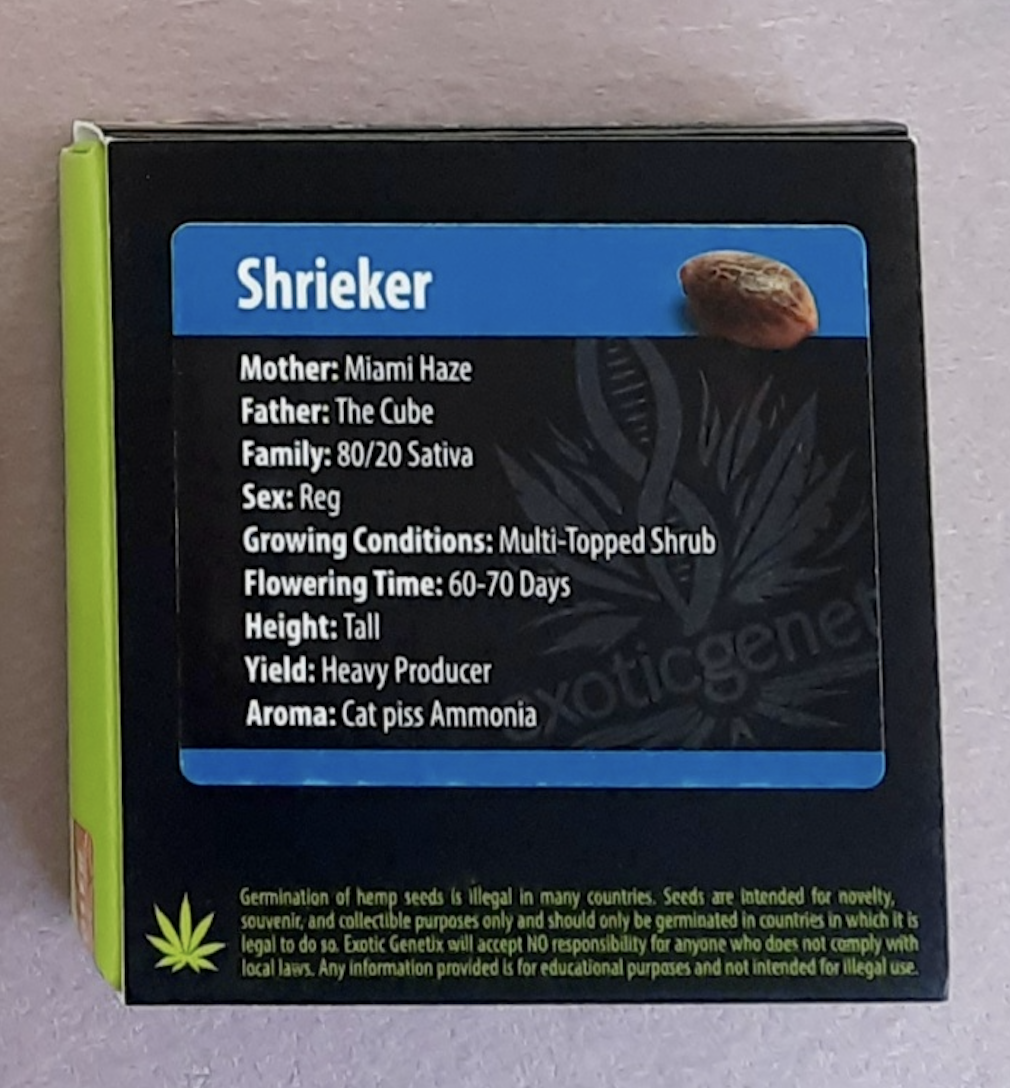 Shrieker
Mother: Miami Haze
Father: The Cube
Family: 80/20 Sativa
Sex: Reg
Growing Conditions: Multi-Topped Shrub
Flowering Time: 60-70 Days
Height: Tall
Yield: Heavy Producer
Aroma: Cat piss Ammonia
exoticgenet
Germination of hemp seeds is illegal in many countries. Seeds are intended for novelty,
souvenir, and collectible purposes only and should only be germinated in countries in which it is
legal to do so. Exotic Genetix will accept NO responsibility for anyone who does not comply with
local laws. Any information provided is for educational purposes and not intended for illegal use.